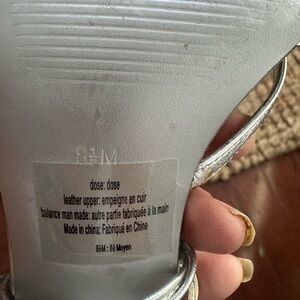 8½M
dose: dose
leather upper: empeigne en cuir
balance man made: autre partie fabriquée à la main
Made in china: Fabriqué en Chine
8½M : 8½ Moyen